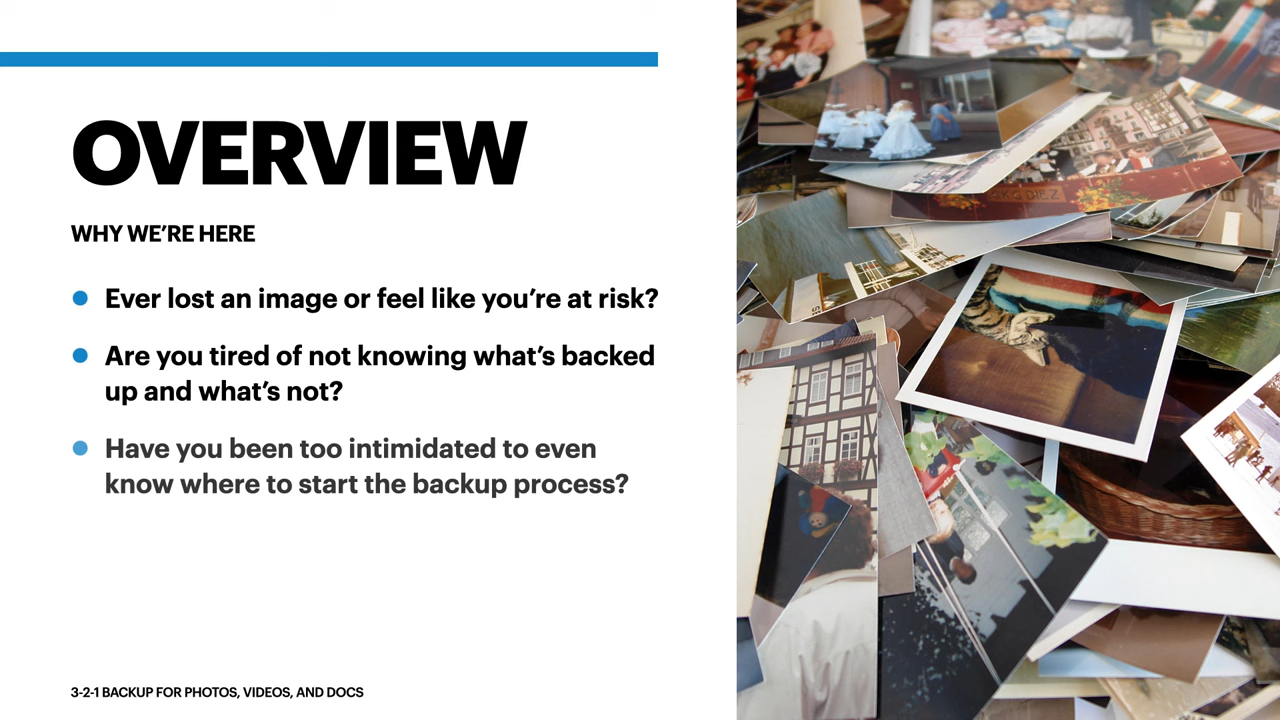 OVERVIEW
WHY WE'RE HERE
Ever lost an image or feel like you're at risk?
Are you tired of not knowing what's backed
up and what's not?
Have you been too intimidated to even
know where to start the backup process?
3-2-1 BACKUP FOR PHOTOS, VIDEOS, AND DOCS